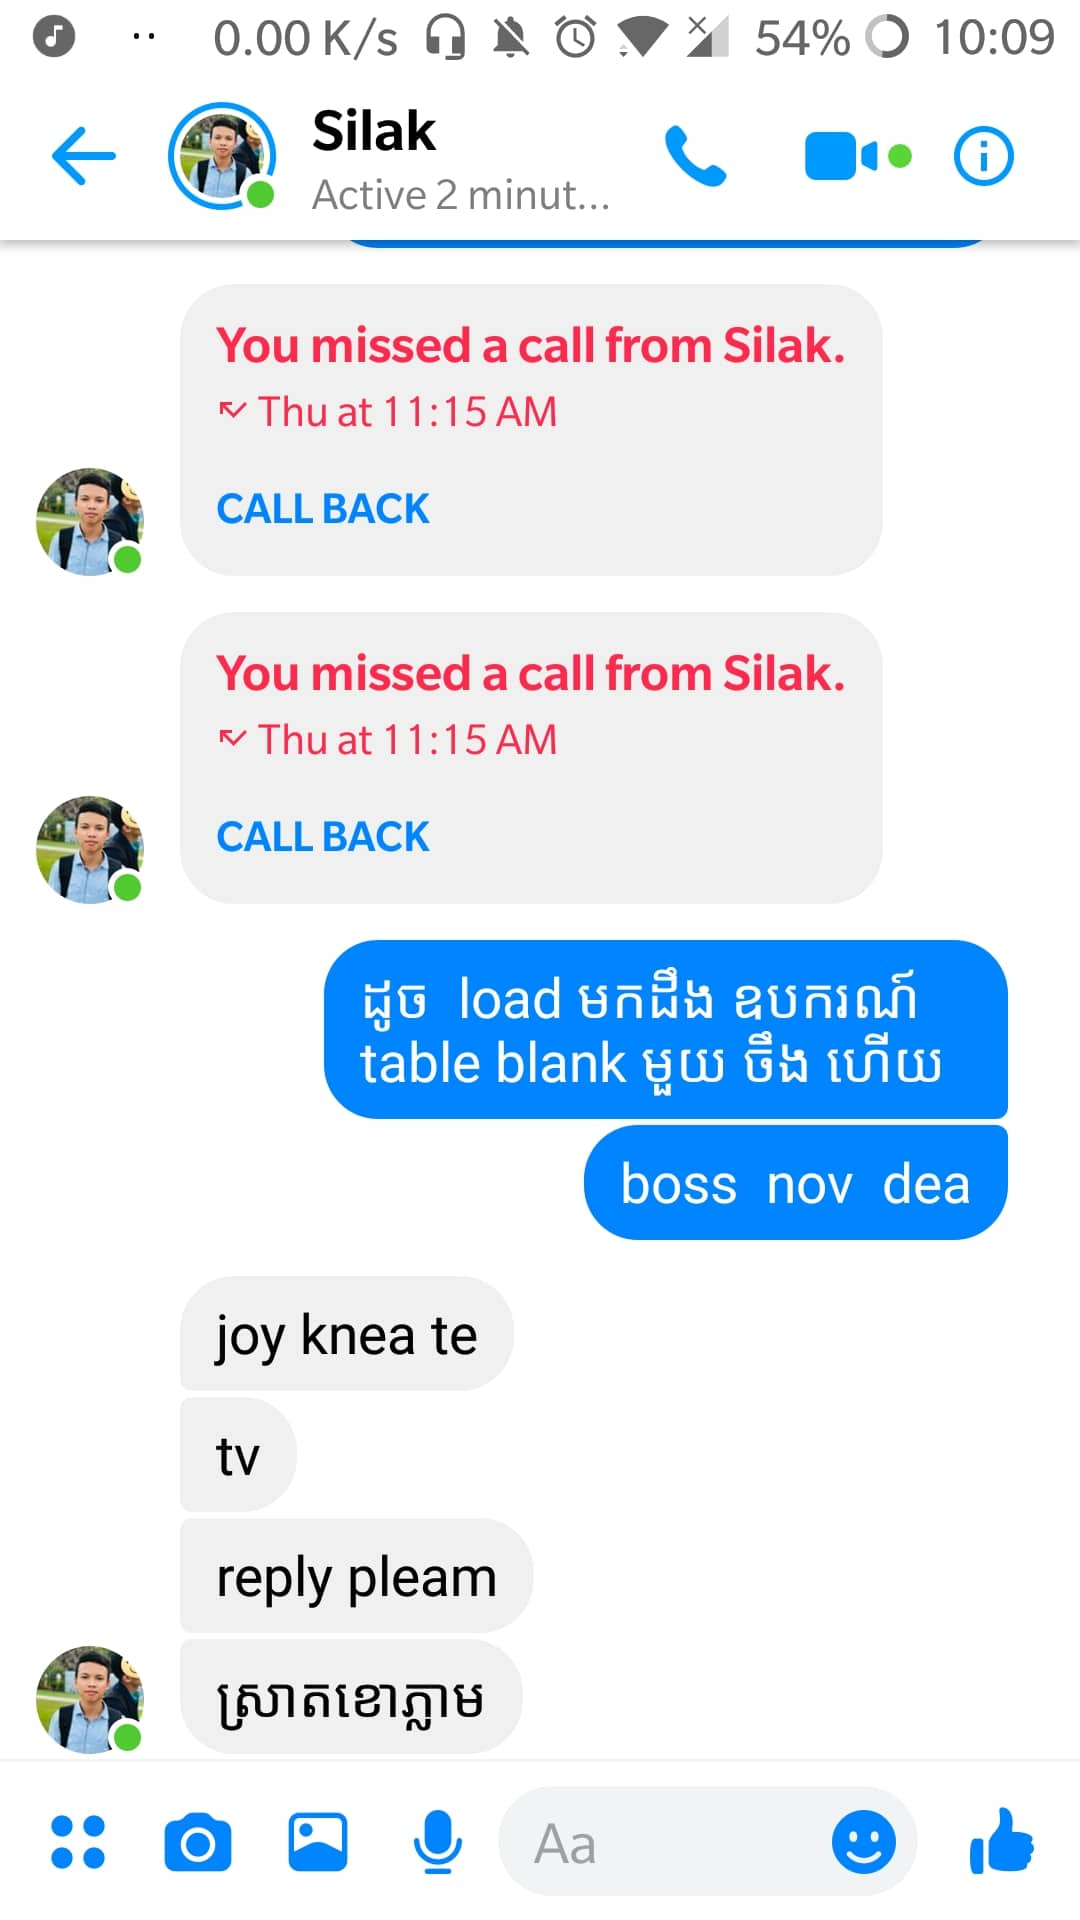 0.00 K/s 54% 10:09
Silak
Active 2 minut...
You missed a call from Silak.
Thu at 11:15 AM
CALL BACK
You missed a call from Silak.
Thu at 11:15 AM
CALL BACK
ដូច load មកដឹង ឧបករណ៍
table blank មួយ ចឹង ហើយ
boss nov dea
joy knea te
tv
reply pleam
ស្រាតខោភ្លាម
Aa